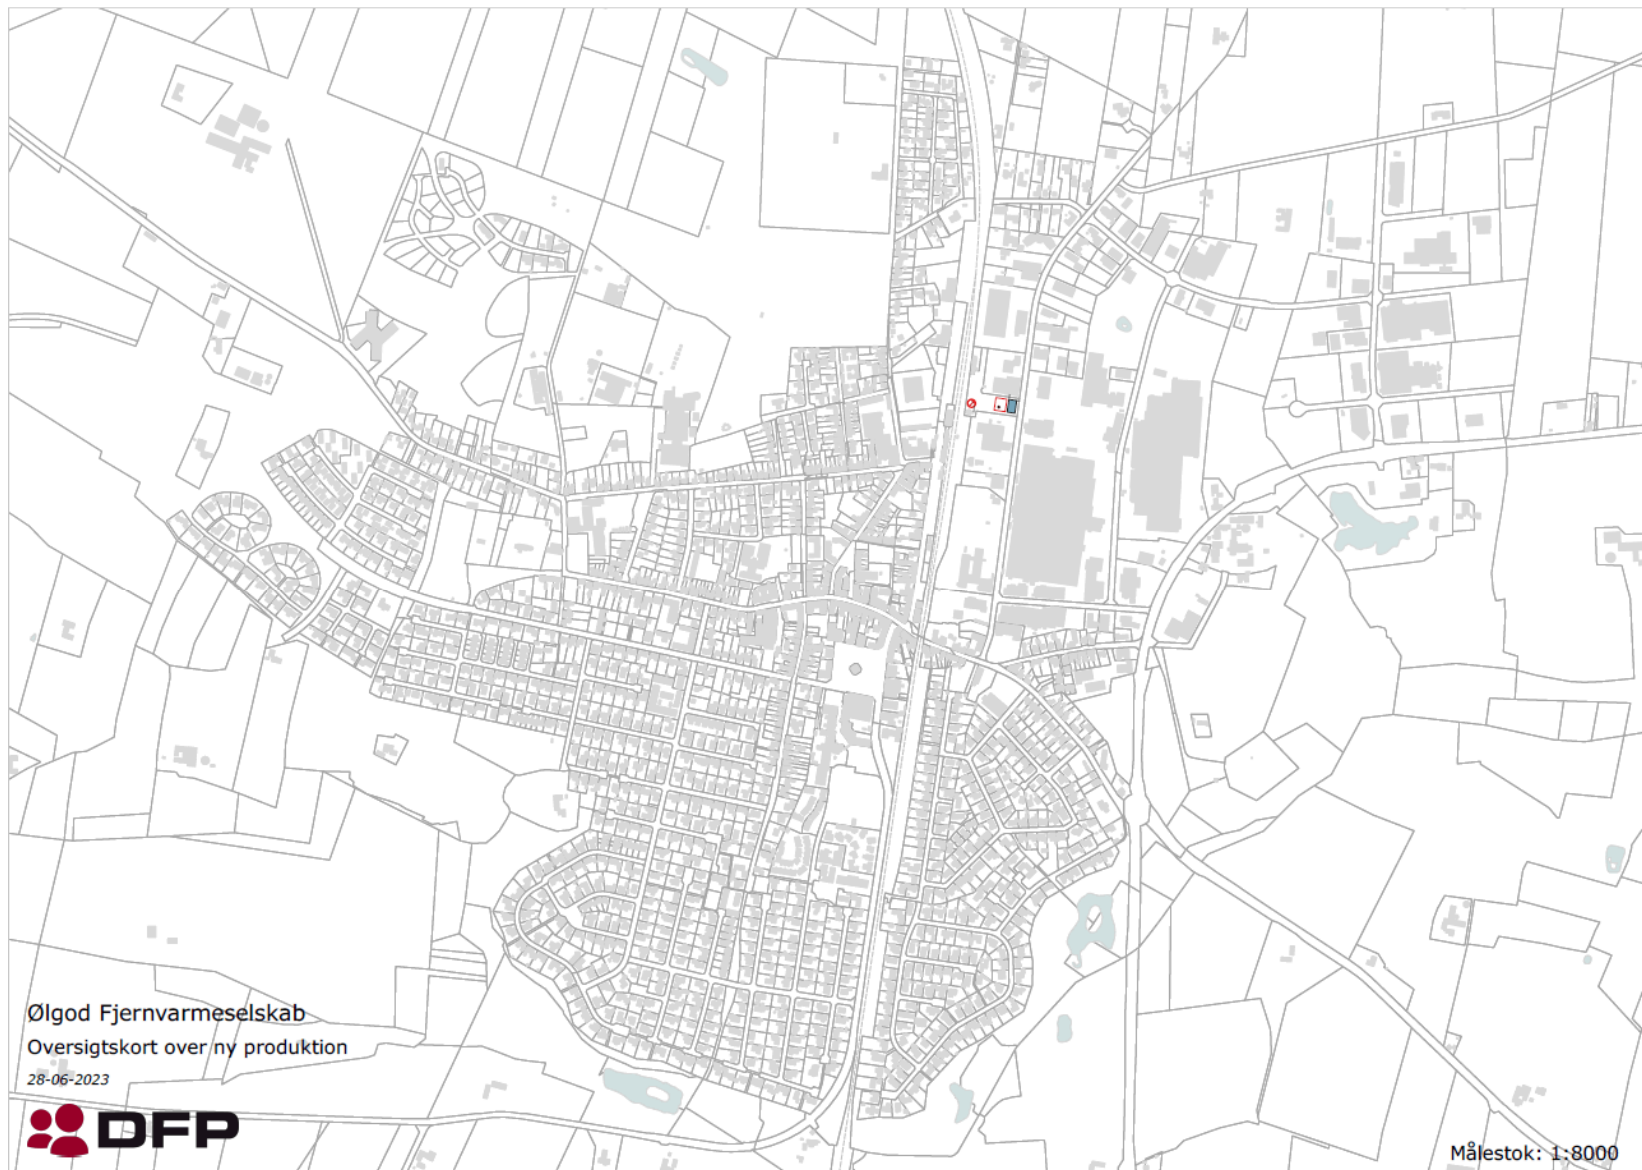 Ølgod Fjernvarmeselskab
Oversigtskort over ny produktion
28-06-2023
DFP
Målestok: 1:8000